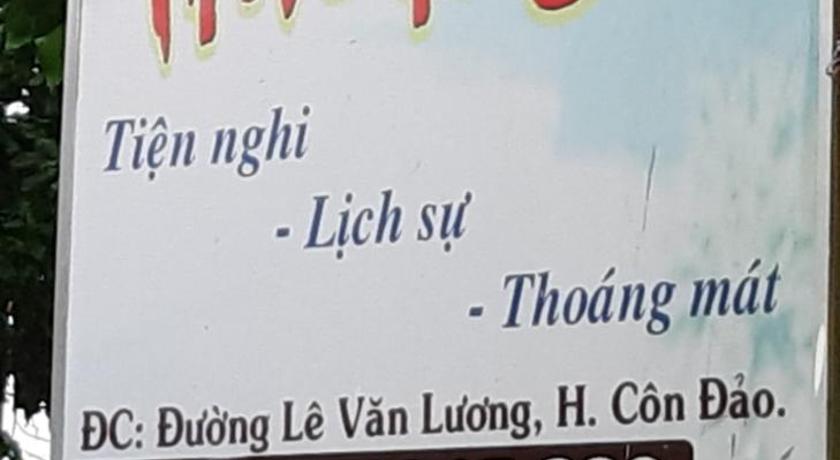 Tiện nghi
- Lịch sự
- Thoáng mát
ĐC: Đường Lê Văn Lương, H. Côn Đảo.